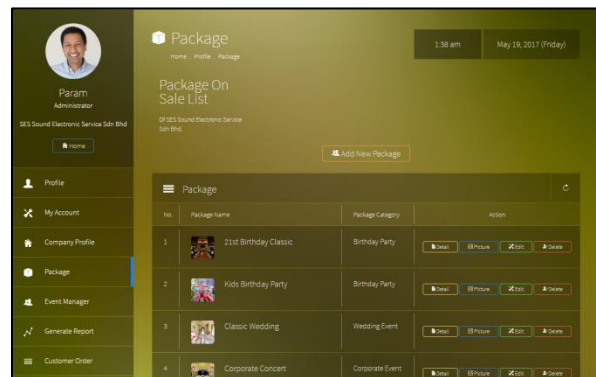 Package
Home . Profile . Package
1:38 am
May 19, 2017 (Friday)
Param
Administrator
SES Sound Electronic Service Sdn Bhd
Home
Package On
Sale List
Of SES Sound Electronic Service
Sdn Bhd
Add New Package
Profile
My Account
Company Profile
Package
Event Manager
Generate Report
Customer Order
Package
No. Package Name Package Category Action
1 21st Birthday Classic Birthday Party Detail Picture Edit Delete
2 Kids Birthday Party Birthday Party Detail Picture Edit Delete
3 Classic Wedding Wedding Event Detail Picture Edit Delete
4 Corporate Concert Corporate Event Detail Picture Edit Delete